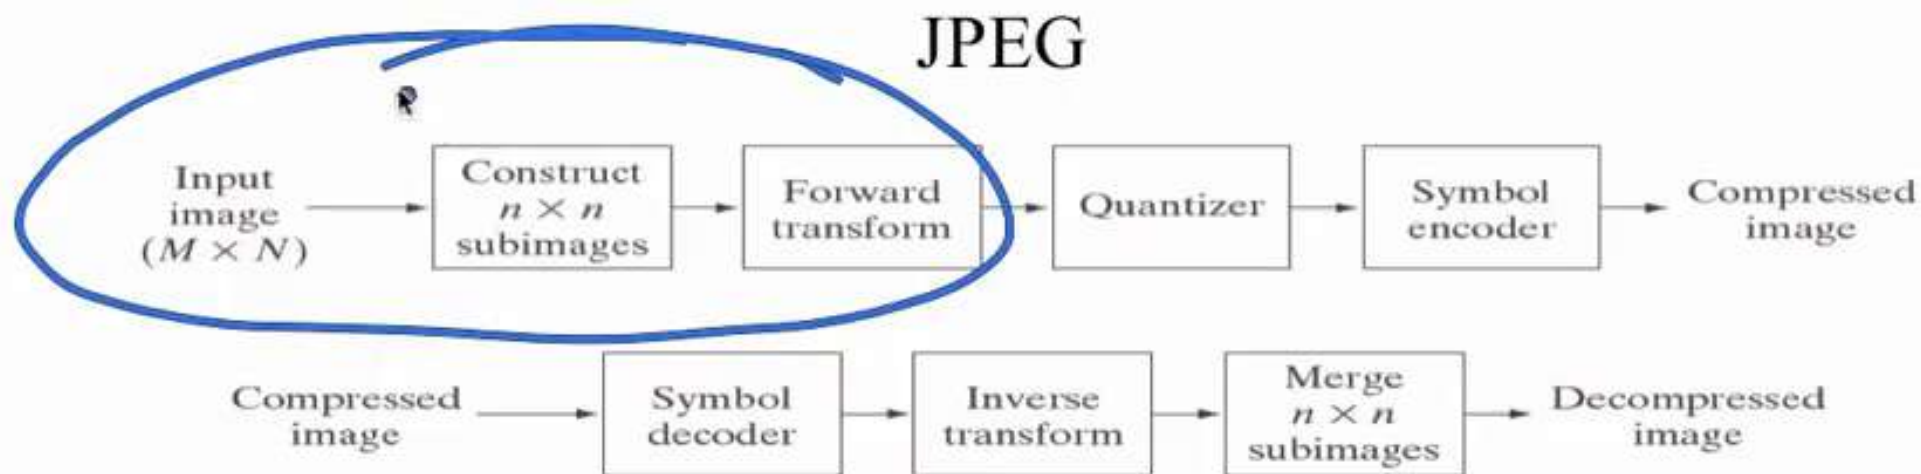 JPEG
Input
image
(M × N)
Construct
n × n
subimages
Forward
transform
Quantizer
Symbol
encoder
Compressed
image
Compressed
image
Symbol
decoder
Inverse
transform
Merge
n × n
subimages
Decompressed
image